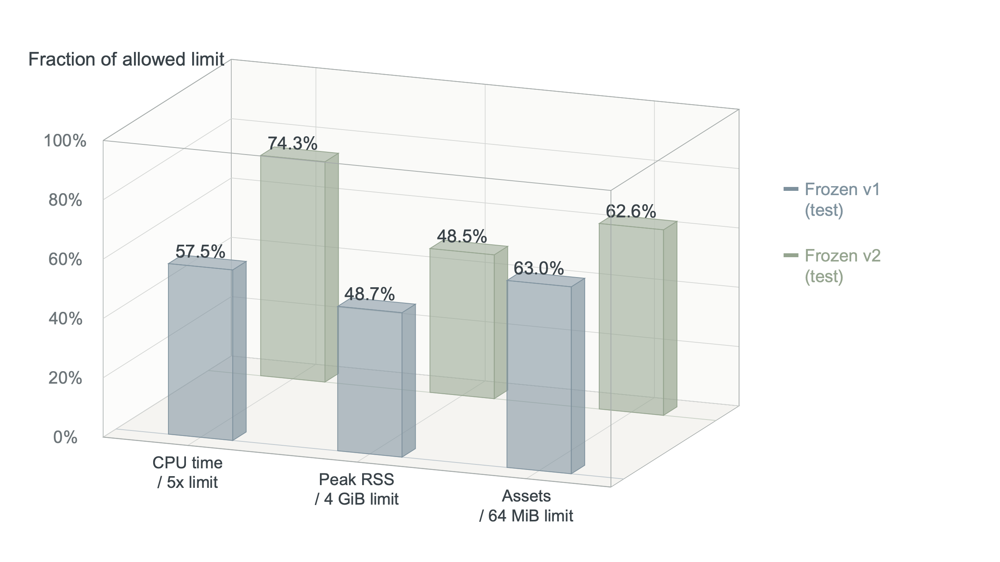 Fraction of allowed limit
100%
80%
60%
40%
20%
0%
74.3%
57.5%
48.7%
48.5%
63.0%
62.6%
CPU time
/ 5x limit
Peak RSS
/ 4 GiB limit
Assets
/ 64 MiB limit
Frozen v1
(test)
Frozen v2
(test)